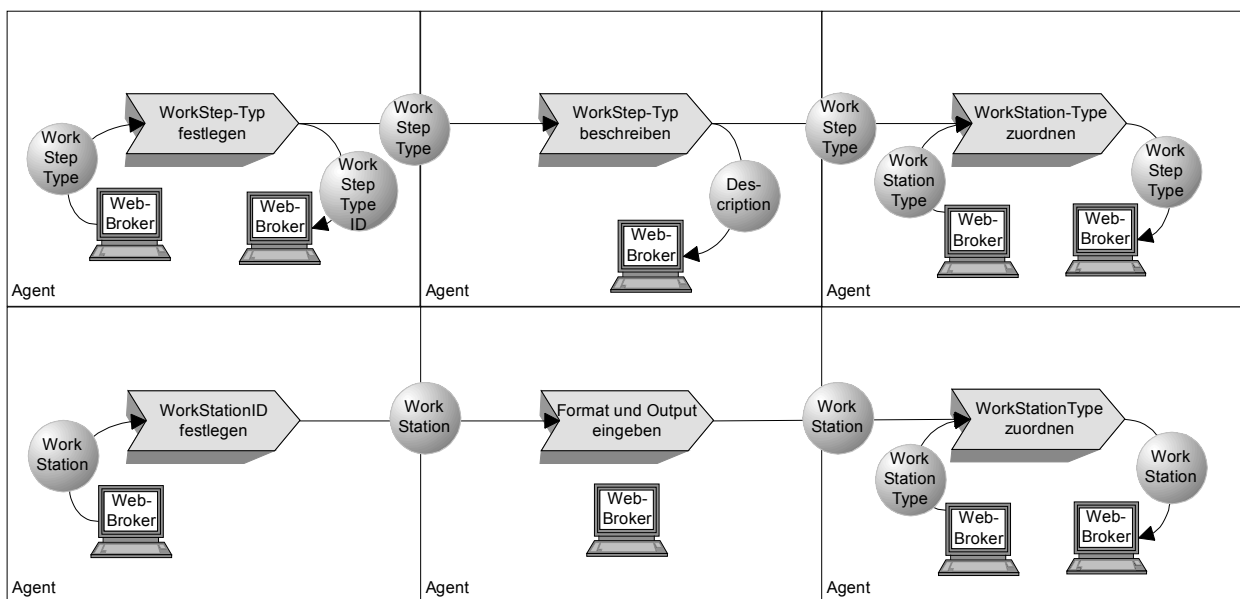 WorkStep-Typ
festlegen
Work
Step
Type
Work
Step
Type
ID
Web-
Broker
Web-
Broker
Agent
Work
Step
Type
WorkStep-Typ
beschreiben
Des-
cription
Web-
Broker
Agent
Work
Step
Type
WorkStation-Type
zuordnen
Work
Station
Type
Work
Step
Type
Web-
Broker
Web-
Broker
Agent
WorkStationID
festlegen
Work
Station
Web-
Broker
Agent
Work
Station
Format und Output
eingeben
Web-
Broker
Agent
Work
Station
WorkStationType
zuordnen
Work
Station
Type
Work
Station
Web-
Broker
Web-
Broker
Agent